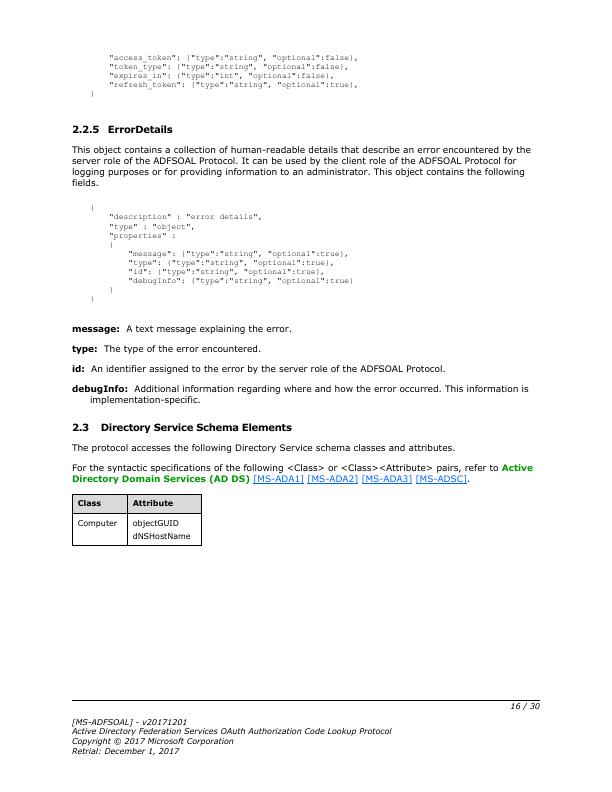 "access_token": {"type":"string", "optional":false},
"token_type": {"type":"string", "optional":false},
"expires_in": {"type":"int", "optional":false},
"refresh_token": {"type":"string", "optional":true},
}
2.2.5 ErrorDetails
This object contains a collection of human-readable details that describe an error encountered by the
server role of the ADFSOAL Protocol. It can be used by the client role of the ADFSOAL Protocol for
logging purposes or for providing information to an administrator. This object contains the following
fields.
{
"description" : "error details",
"type" : "object",
"properties" :
{
"message": {"type":"string", "optional":true},
"type": {"type":"string", "optional":true},
"id": {"type":"string", "optional":true},
"debugInfo": {"type":"string", "optional":true}
}
}
message: A text message explaining the error.
type: The type of the error encountered.
id: An identifier assigned to the error by the server role of the ADFSOAL Protocol.
debugInfo: Additional information regarding where and how the error occurred. This information is
implementation-specific.
2.3 Directory Service Schema Elements
The protocol accesses the following Directory Service schema classes and attributes.
For the syntactic specifications of the following <Class> or <Class><Attribute> pairs, refer to Active
Directory Domain Services (AD DS) [MS-ADA1] [MS-ADA2] [MS-ADA3] [MS-ADSC].
Class Attribute
Computer objectGUID
dNSHostName
16 / 30
[MS-ADFSOAL] - v20171201
Active Directory Federation Services OAuth Authorization Code Lookup Protocol
Copyright © 2017 Microsoft Corporation
Retrial: December 1, 2017